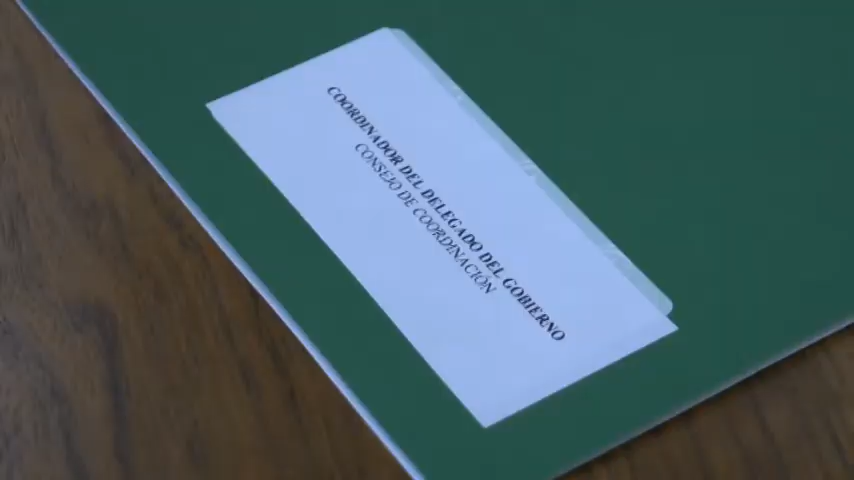 COORDINADOR DEL DELEGADO DEL GOBIERNO
CONSEJO DE COORDINACIÓN